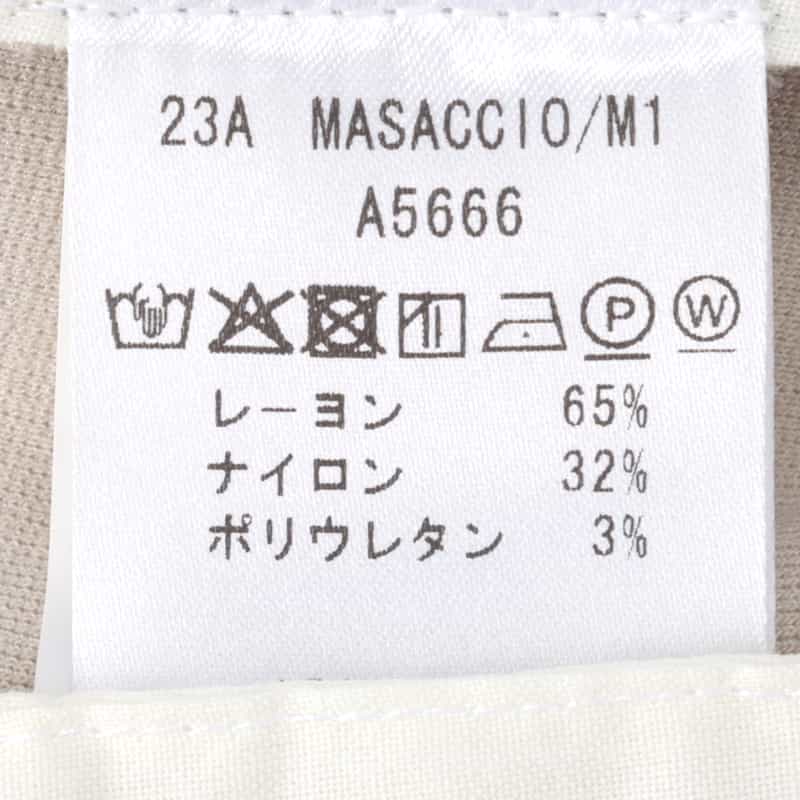 23A MASACCIO/M1
A5666
P W
レーヨン 65%
ナイロン 32%
ポリウレタン 3%